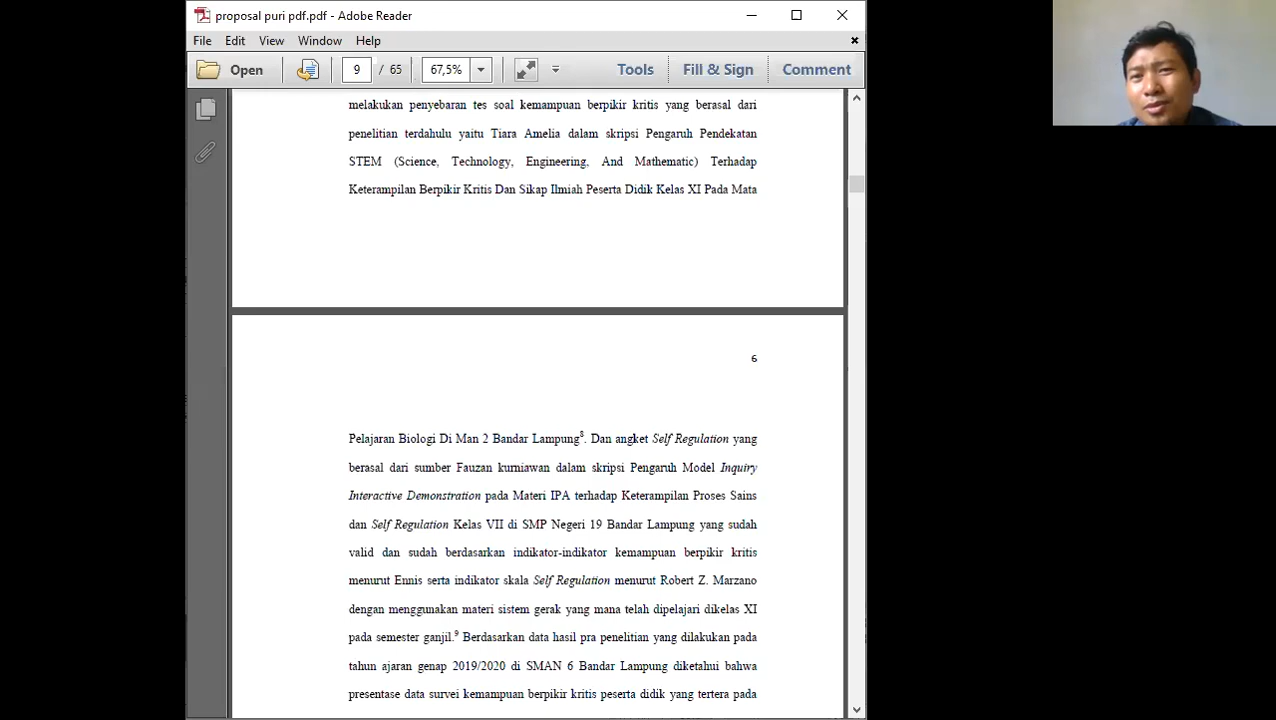 proposal puri pdf.pdf - Adobe Reader
File Edit View Window Help
Open 9 / 65 67,5% Tools Fill & Sign Comment
melakukan penyebaran tes soal kemampuan berpikir kritis yang berasal dari
penelitian terdahulu yaitu Tiara Amelia dalam skripsi Pengaruh Pendekatan
STEM (Science, Technology, Engineering, And Mathematic) Terhadap
Keterampilan Berpikir Kritis Dan Sikap Ilmiah Peserta Didik Kelas XI Pada Mata
6
Pelajaran Biologi Di Man 2 Bandar Lampung8. Dan angket Self Regulation yang
berasal dari sumber Fauzan kurniawan dalam skripsi Pengaruh Model Inquiry
Interactive Demonstration pada Materi IPA terhadap Keterampilan Proses Sains
dan Self Regulation Kelas VII di SMP Negeri 19 Bandar Lampung yang sudah
valid dan sudah berdasarkan indikator-indikator kemampuan berpikir kritis
menurut Ennis serta indikator skala Self Regulation menurut Robert Z. Marzano
dengan menggunakan materi sistem gerak yang mana telah dipelajari dikelas XI
pada semester ganjil.9 Berdasarkan data hasil pra penelitian yang dilakukan pada
tahun ajaran genap 2019/2020 di SMAN 6 Bandar Lampung diketahui bahwa
presentase data survei kemampuan berpikir kritis peserta didik yang tertera pada